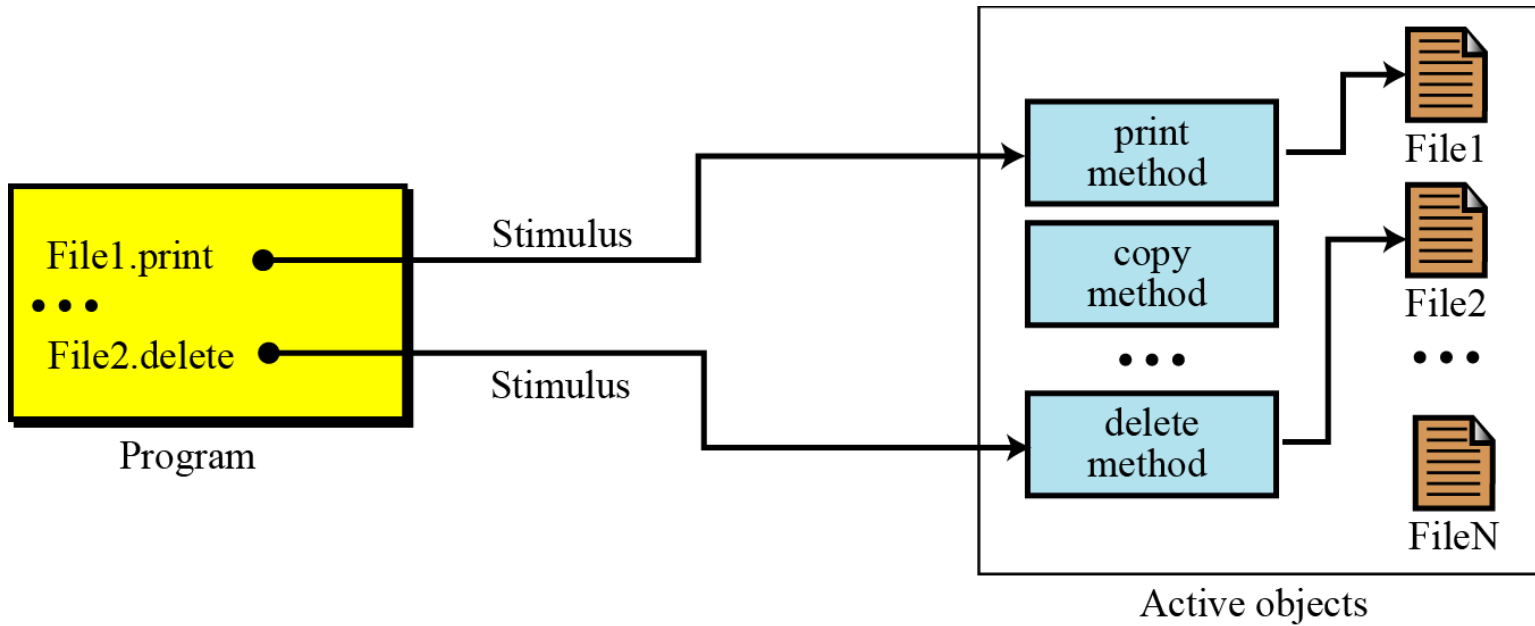 File1.print
• • •
File2.delete
Program
Stimulus
Stimulus
print
method
copy
method
• • •
delete
method
File1
File2
• • •
FileN
Active objects